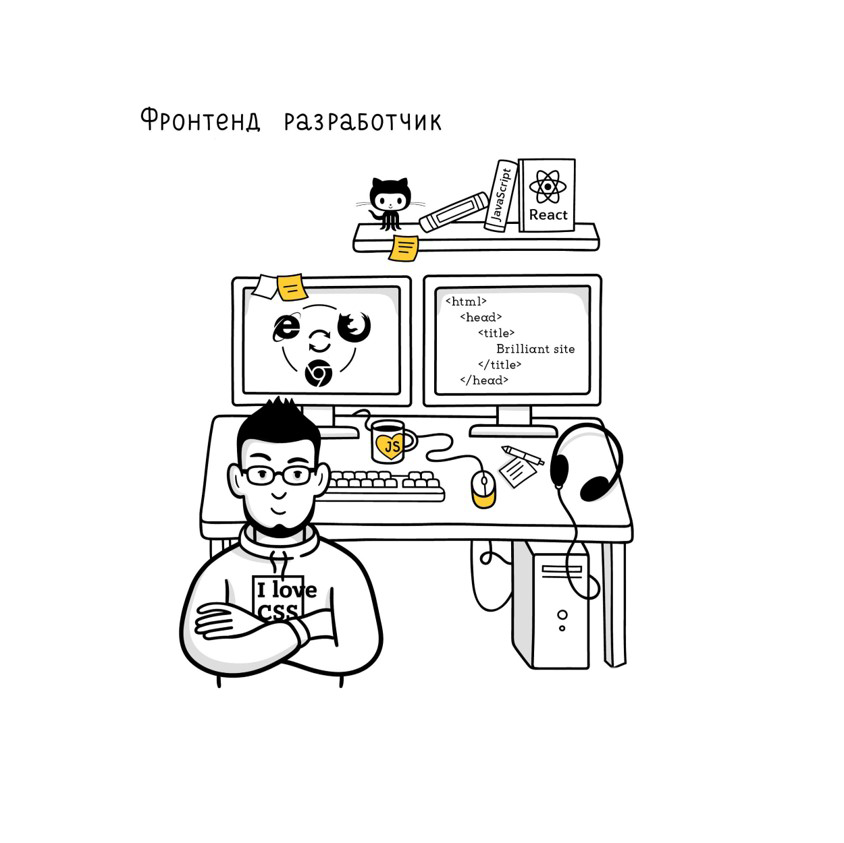 Фронтенд разработчик
JavaScript
React
<html>
<head>
<title>
Brilliant site
</title>
</head>
JS
I love
CSS